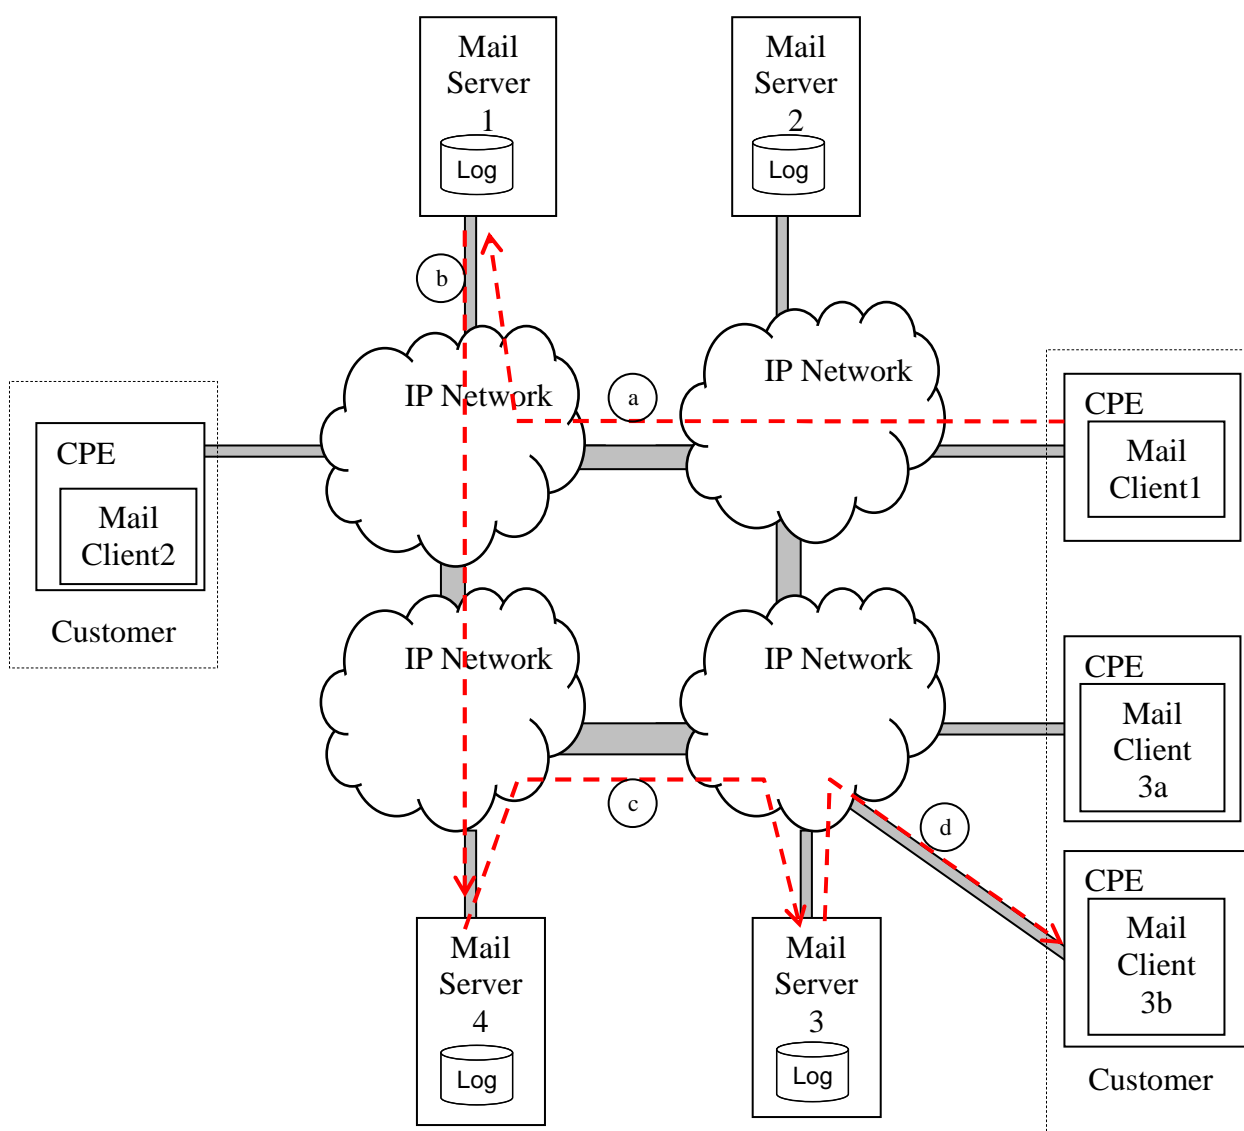 Mail
Server
1
Log
Mail
Server
2
Log
b
IP Network
a
IP Network
CPE
Mail
Client1
CPE
Mail
Client2
Customer
IP Network
IP Network
CPE
Mail
Client
3a
c
d
CPE
Mail
Client
3b
Customer
Mail
Server
4
Log
Mail
Server
3
Log